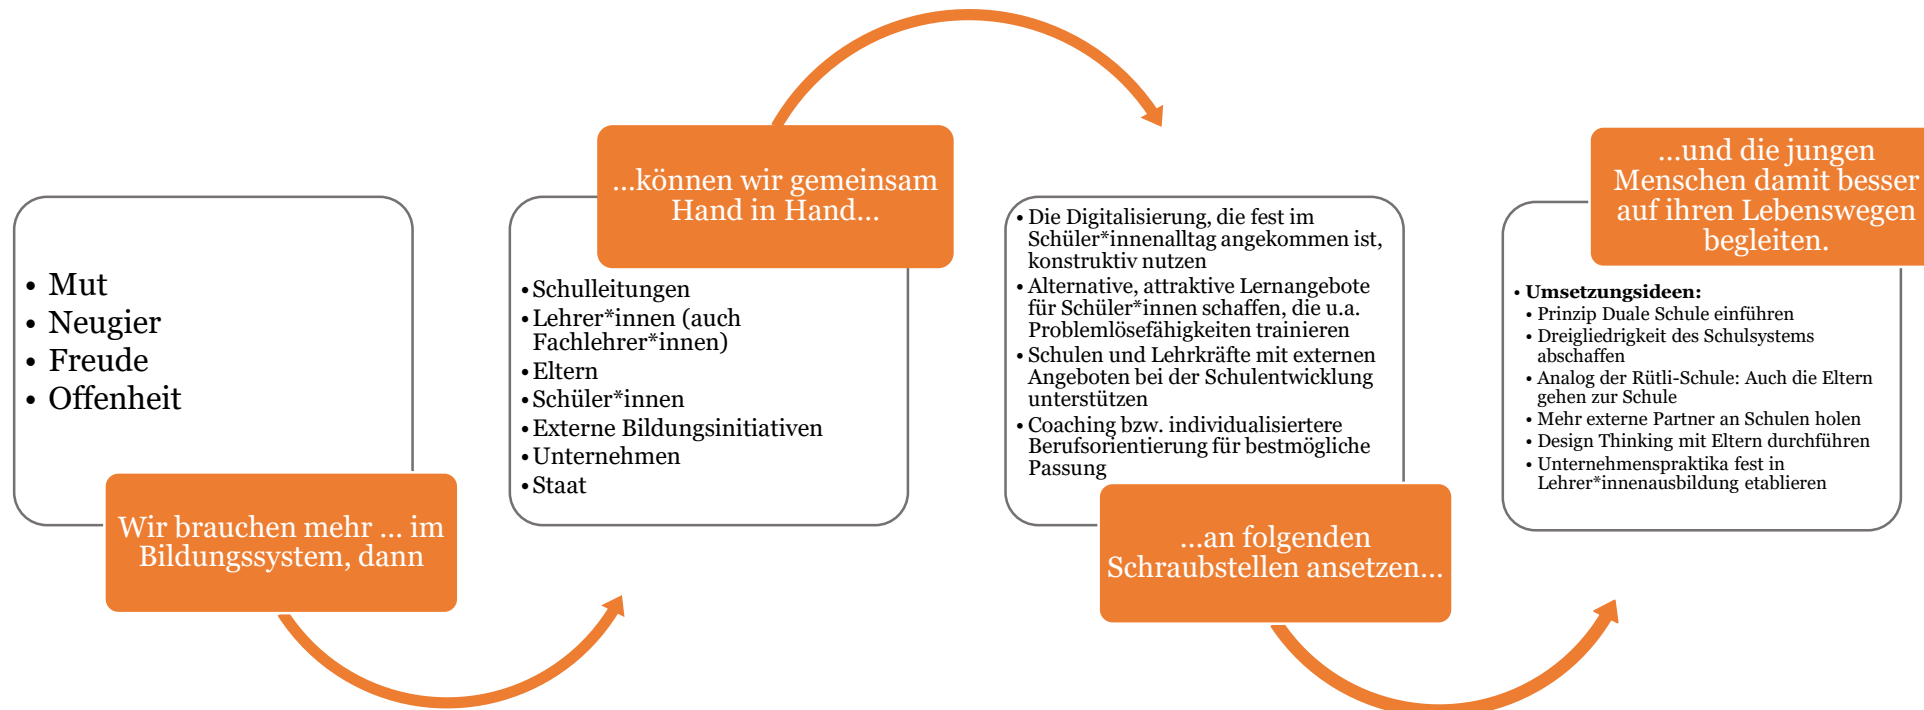 • Mut
• Neugier
• Freude
• Offenheit
Wir brauchen mehr ... im
Bildungssystem, dann
...können wir gemeinsam
Hand in Hand...
• Schulleitungen
• Lehrer*innen (auch
Fachlehrer*innen)
• Eltern
• Schüler*innen
• Externe Bildungsinitiativen
• Unternehmen
• Staat
• Die Digitalisierung, die fest im
Schüler*innenalltag angekommen ist,
konstruktiv nutzen
• Alternative, attraktive Lernangebote
für Schüler*innen schaffen, die u.a.
Problemlösefähigkeiten trainieren
• Schulen und Lehrkräfte mit externen
Angeboten bei der Schulentwicklung
unterstützen
• Coaching bzw. individualisiertere
Berufsorientierung für bestmögliche
Passung
...an folgenden
Schraubstellen ansetzen...
...und die jungen
Menschen damit besser
auf ihren Lebenswegen
begleiten.
• Umsetzungsideen:
• Prinzip Duale Schule einführen
• Dreigliedrigkeit des Schulsystems
abschaffen
• Analog der Rütli-Schule: Auch die Eltern
gehen zur Schule
• Mehr externe Partner an Schulen holen
• Design Thinking mit Eltern durchführen
• Unternehmenspraktika fest in
Lehrer*innenausbildung etablieren